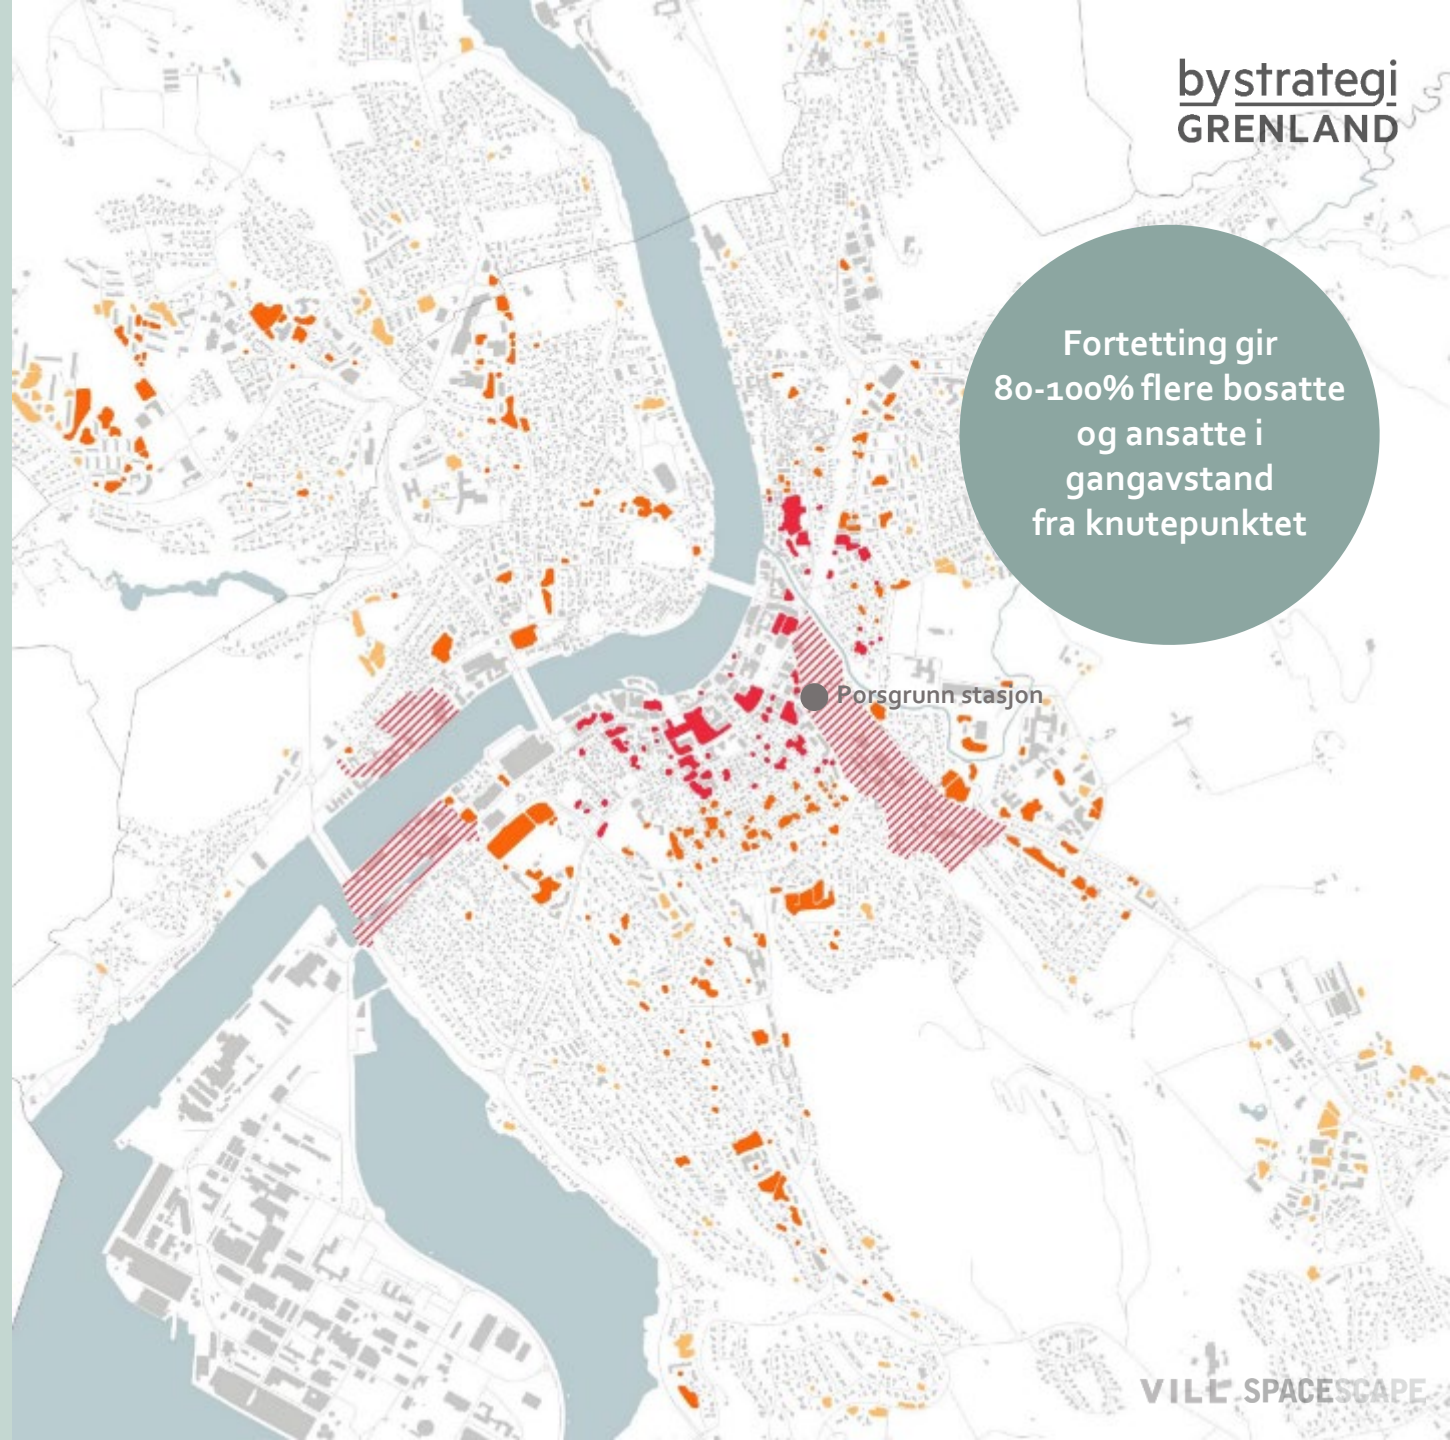 bystrategi
GRENLAND
Fortetting gir
80-100% flere bosatte
og ansatte i
gangavstand
fra knutepunktet
Porsgrunn stasjon
VILL SPACESCAPE